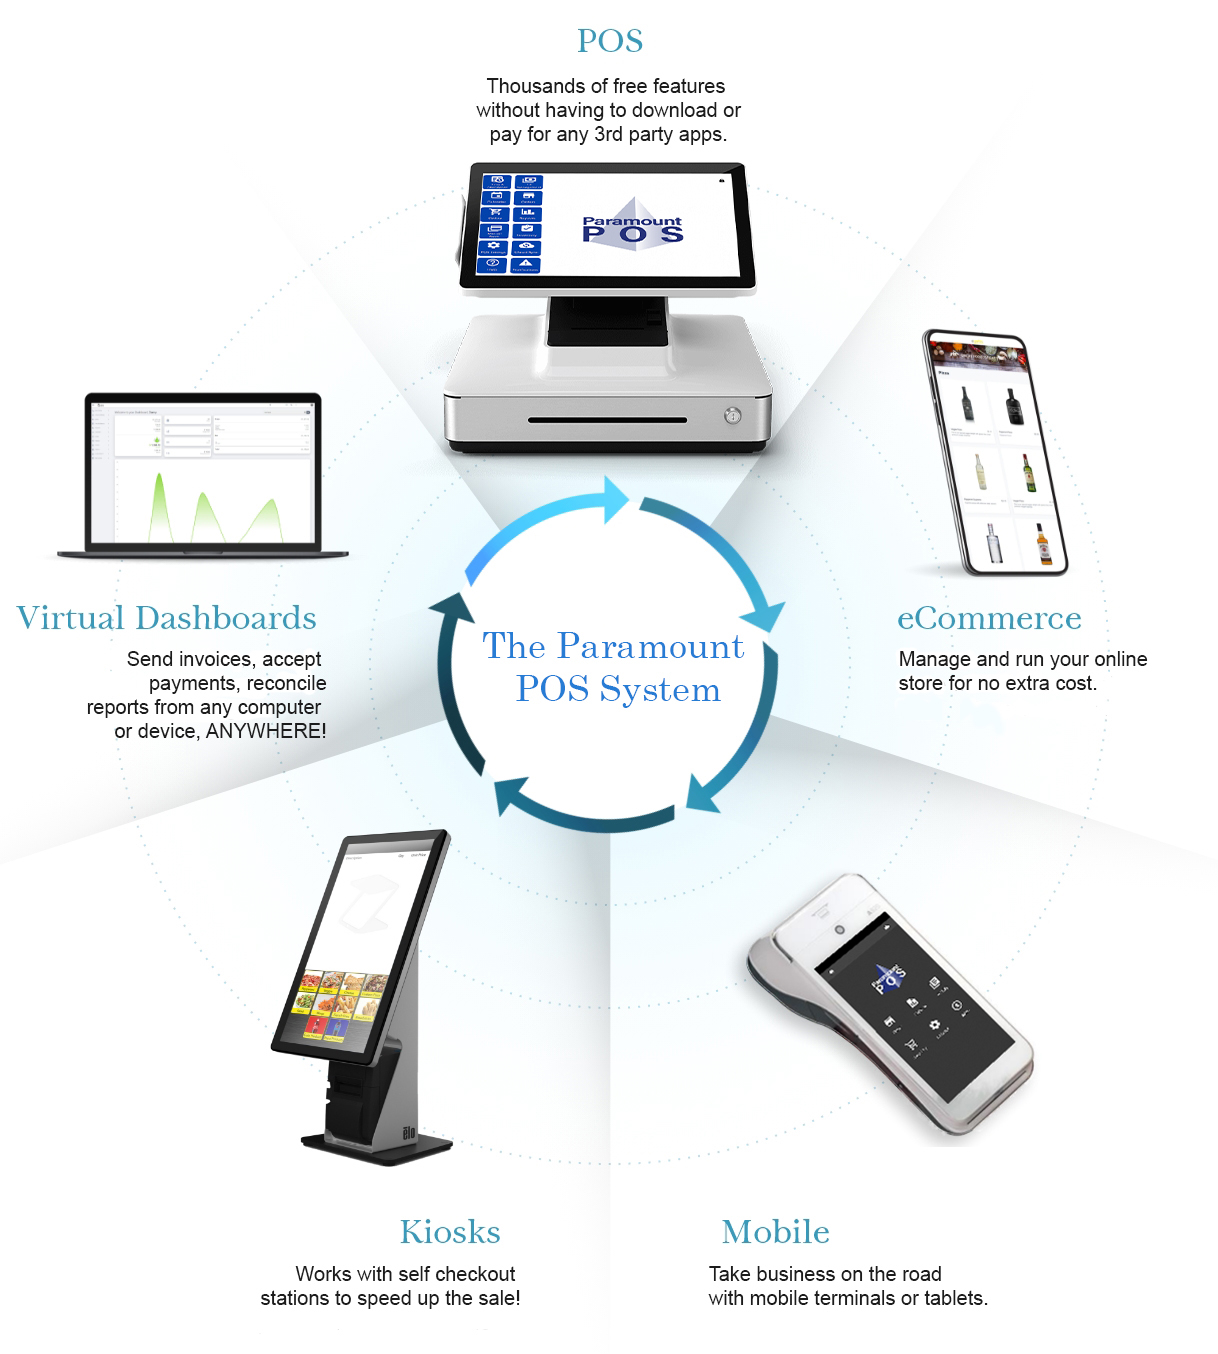 POS
Thousands of free features
without having to download or
pay for any 3rd party apps.
Paramount
POS
Virtual Dashboards
Send invoices, accept
payments, reconcile
reports from any computer
or device, ANYWHERE!
The Paramount
POS System
eCommerce
Manage and run your online
store for no extra cost.
Paramount
POS
elo
Kiosks
Works with self checkout
stations to speed up the sale!
Mobile
Take business on the road
with mobile terminals or tablets.